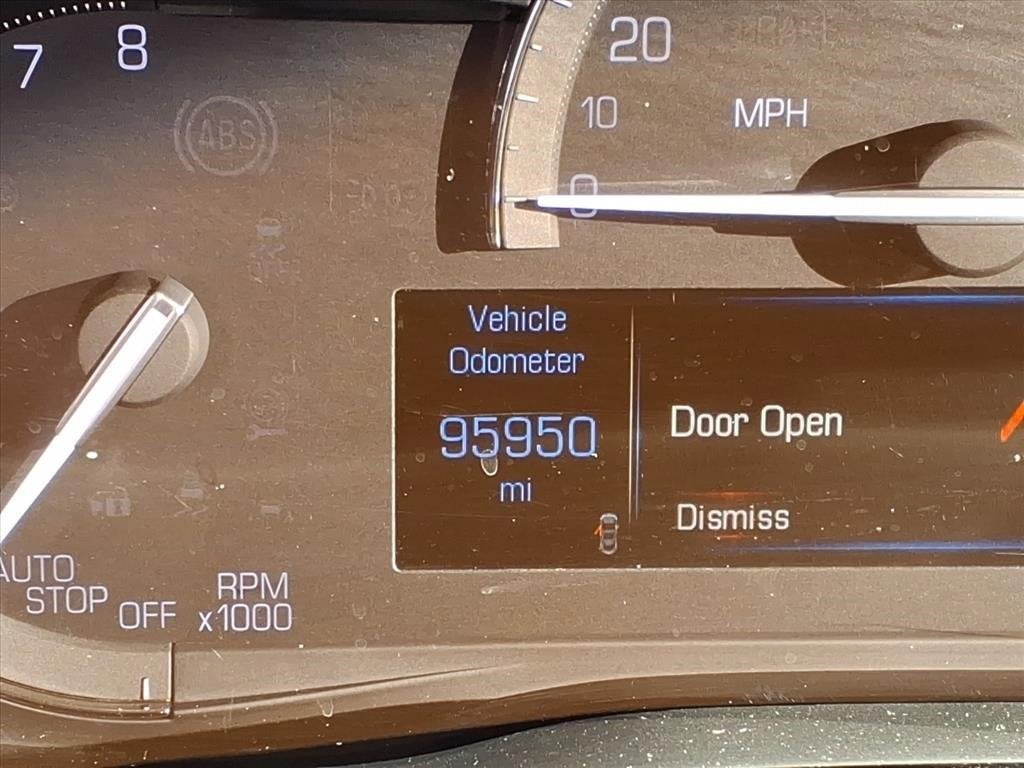 7
8
20
10
MPH
0
ABS
Vehicle
Odometer
95950
mi
Door Open
Dismiss
AUTO
STOP
OFF
RPM
x1000